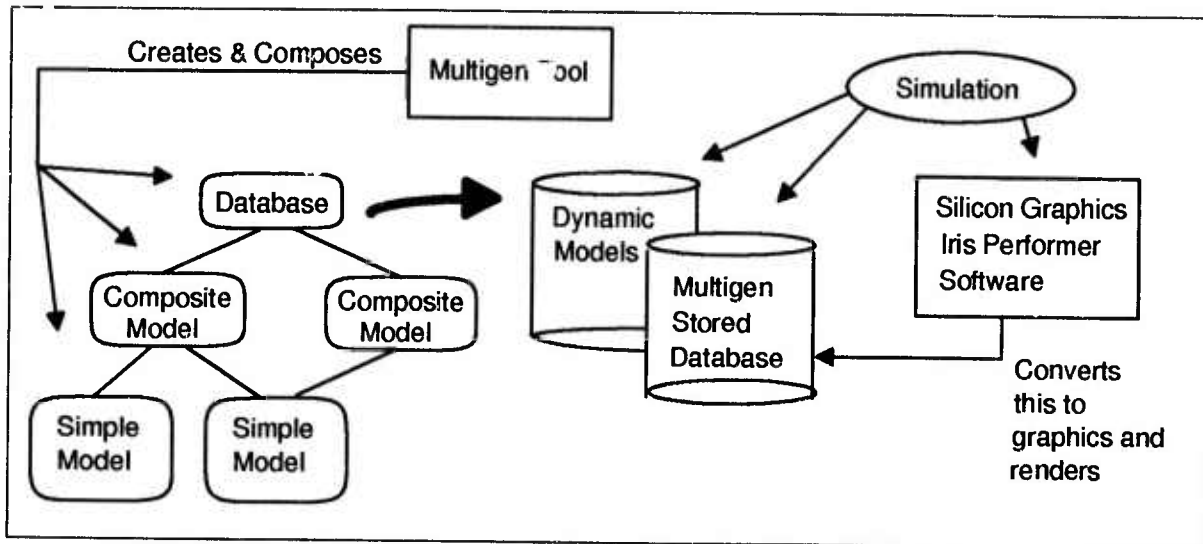 Creates & Composes
Multigen Tool
Simulation
Database
Composite
Model
Composite
Model
Simple
Model
Simple
Model
Dynamic
Models
Multigen
Stored
Database
Silicon Graphics
Iris Performer
Software
Converts
this to
graphics and
renders